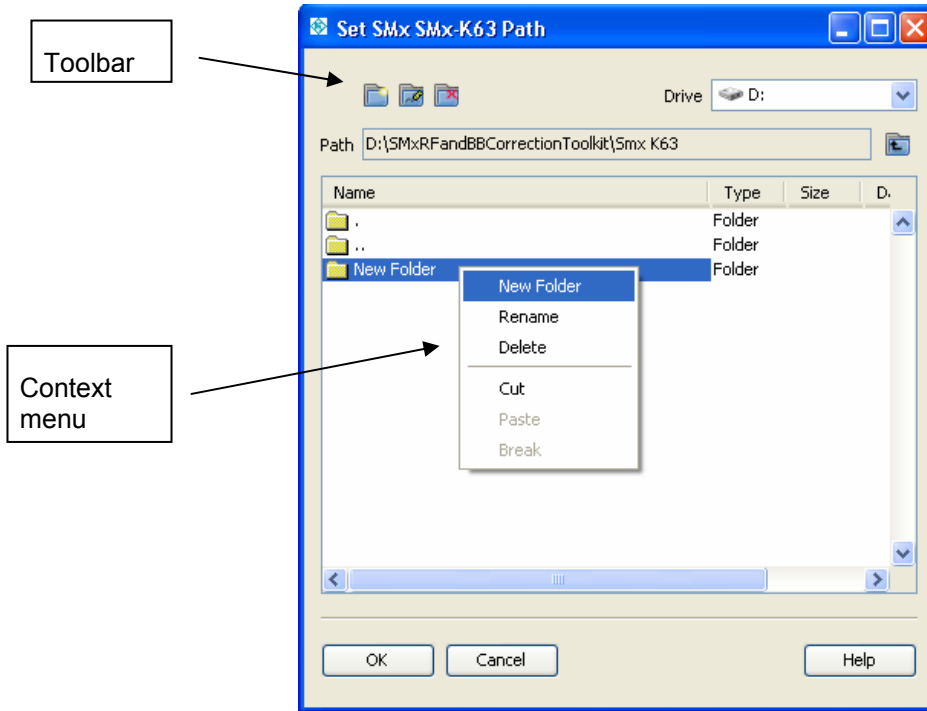 Set SMx SMx-K63 Path
Toolbar
Drive D:
Path D:\SMxRFandBBCorrectionToolkit\Smx K63
Name Type Size D.
. Folder
.. Folder
New Folder Folder
New Folder
Rename
Delete
Context
menu
Cut
Paste
Break
OK Cancel Help